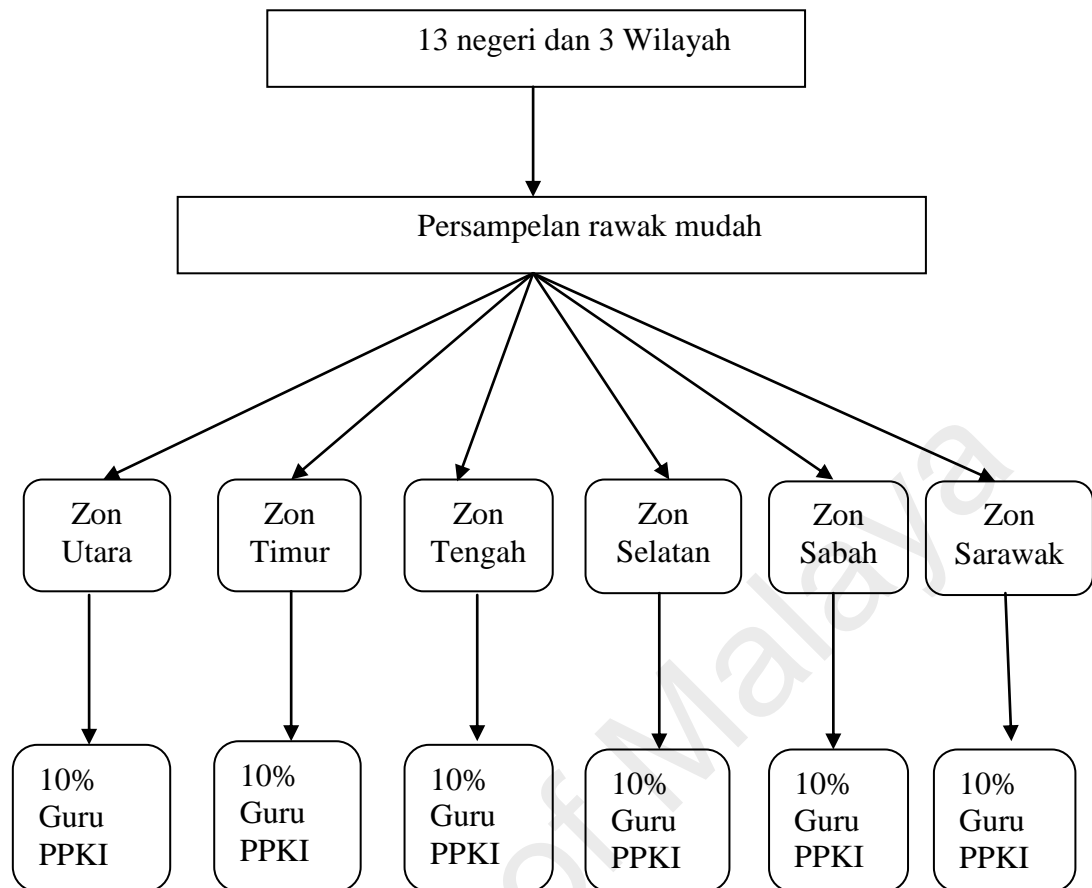 13 negeri dan 3 Wilayah
Persampelan rawak mudah
Zon
Utara
Zon
Timur
Zon
Tengah
Zon
Selatan
Zon
Sabah
Zon
Sarawak
10%
Guru
PPKI
10%
Guru
PPKI
10%
Guru
PPKI
10%
Guru
PPKI
10%
Guru
PPKI
10%
Guru
PPKI
of Malaya